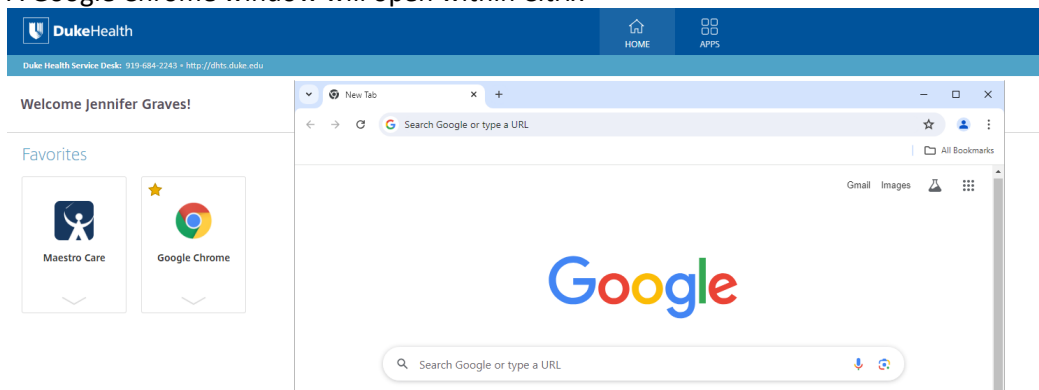 A Google Chrome window will open within Citrix
DukeHealth
HOME
APPS
Duke Health Service Desk: 919-684-2243 • http://dhts.duke.edu
Welcome Jennifer Graves!
New Tab
Search Google or type a URL
All Bookmarks
Favorites
Gmail Images
Maestro Care
Google Chrome
Google
Search Google or type a URL